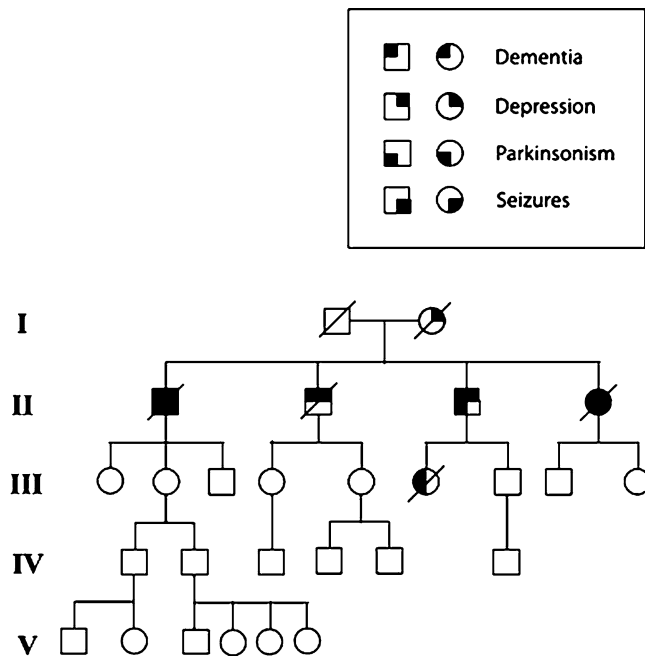 Dementia
Depression
Parkinsonism
Seizures
I
II
III
IV
V